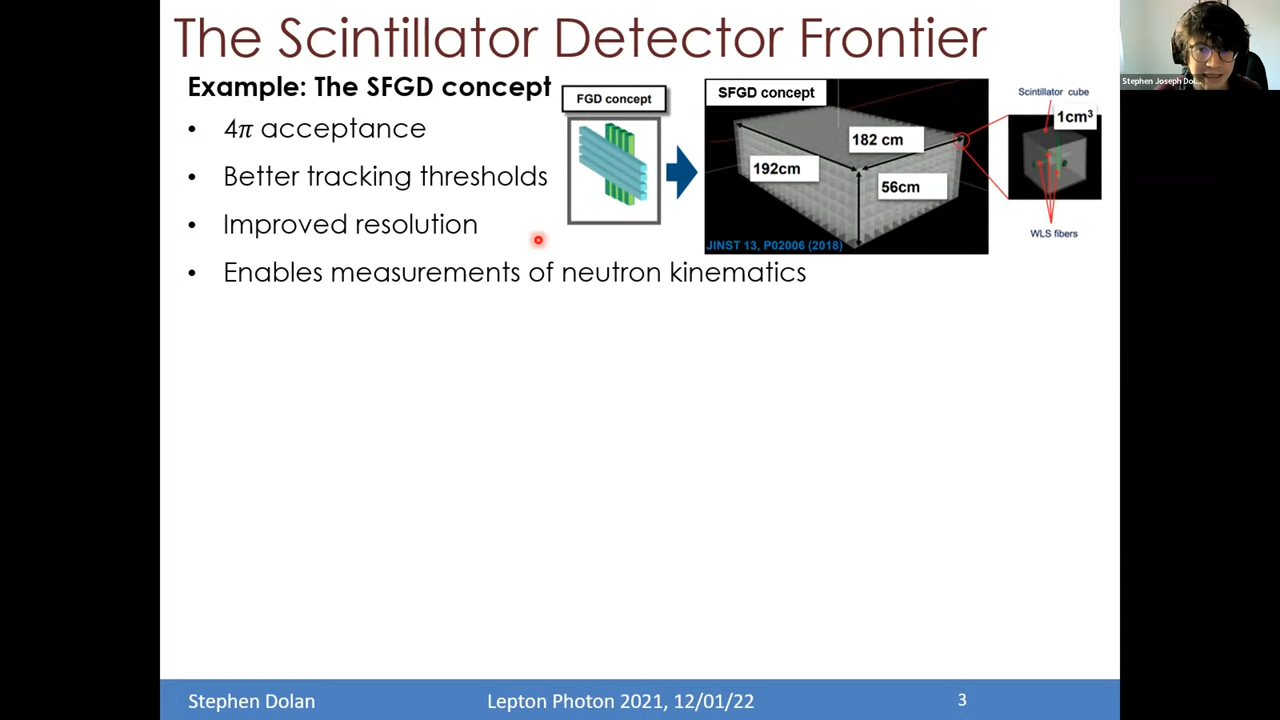 The Scintillator Detector Frontier
Stephen Joseph Dol...
Example: The SFGD concept
• 4π acceptance
• Better tracking thresholds
• Improved resolution
• Enables measurements of neutron kinematics
FGD concept
SFGD concept
182 cm
192cm
56cm
JINST 13, P02006 (2018)
Scintillator cube
1cm³
WLS fibers
Stephen Dolan
Lepton Photon 2021, 12/01/22
3